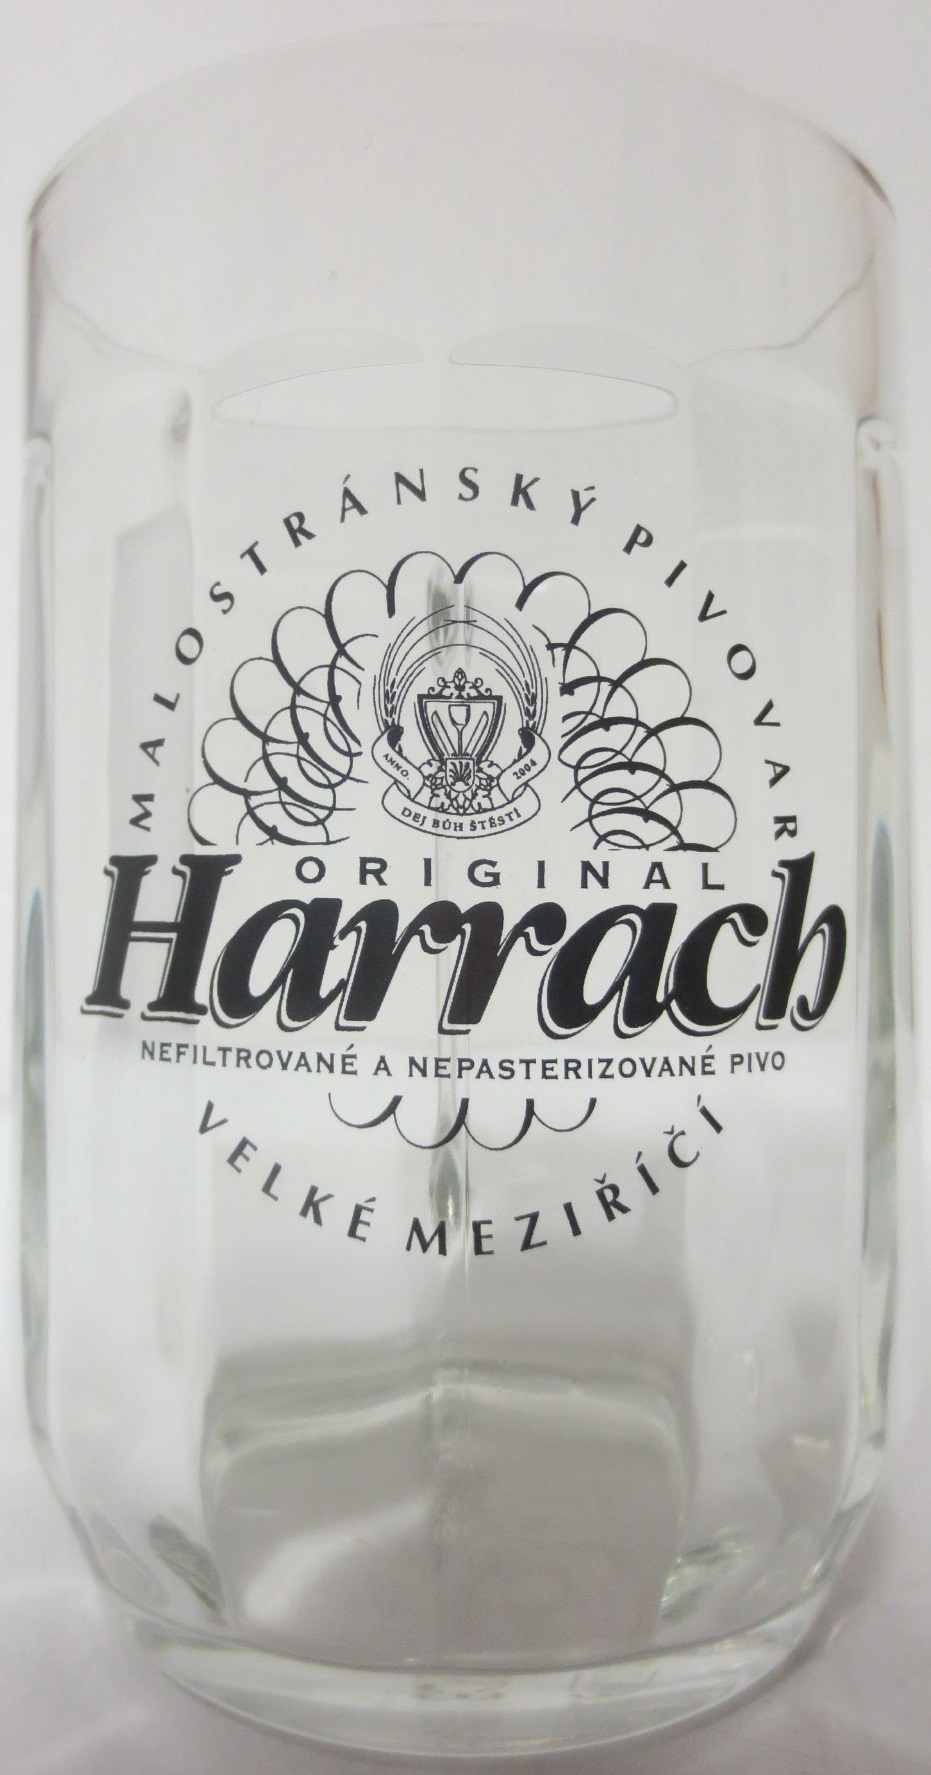 MALOSTRÁNSKÝ PIVOVAR
ANNO. 2004
DEJ BŮH ŠTĚSTÍ
ORIGINAL
Harrach
NEFILTROVANÉ A NEPASTERIZOVANÉ PIVO
VELKÉ MEZIŘÍČÍ